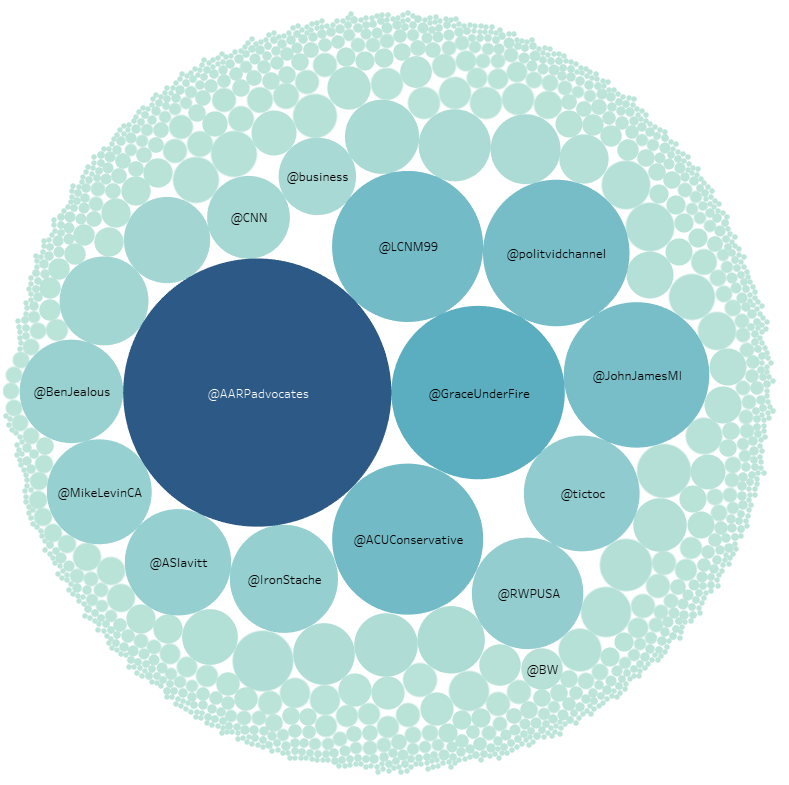 @business
@CNN
@LCNM99
@politvidchannel
@JohnJamesMI
@BenJealous
@AARPadvocates
@GraceUnderFire
@MikeLevinCA
@tictoc
@ACUConservative
@ASlavitt
@IronStache
@RWPUSA
@BW